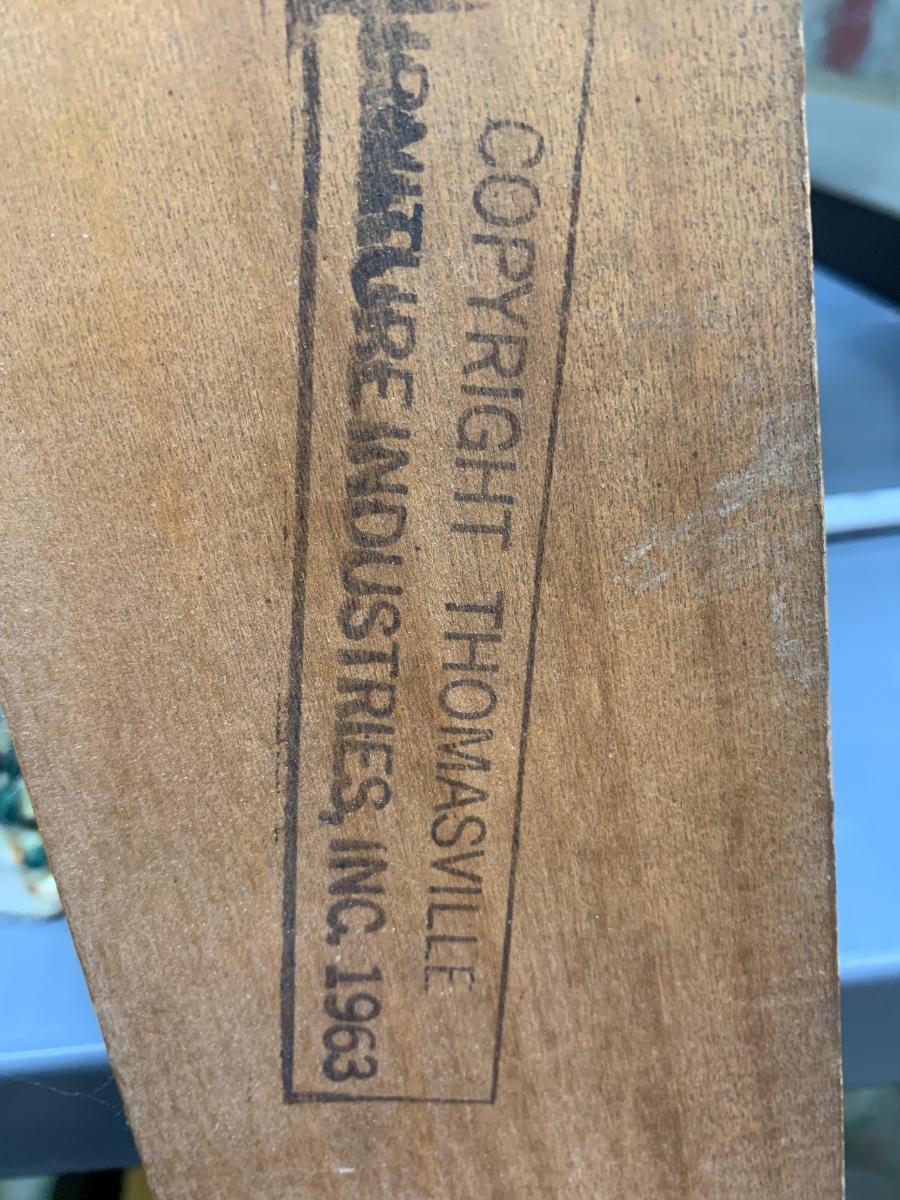 COPYRIGHT THOMASVILLE
FURNITURE INDUSTRIES, INC. 1963